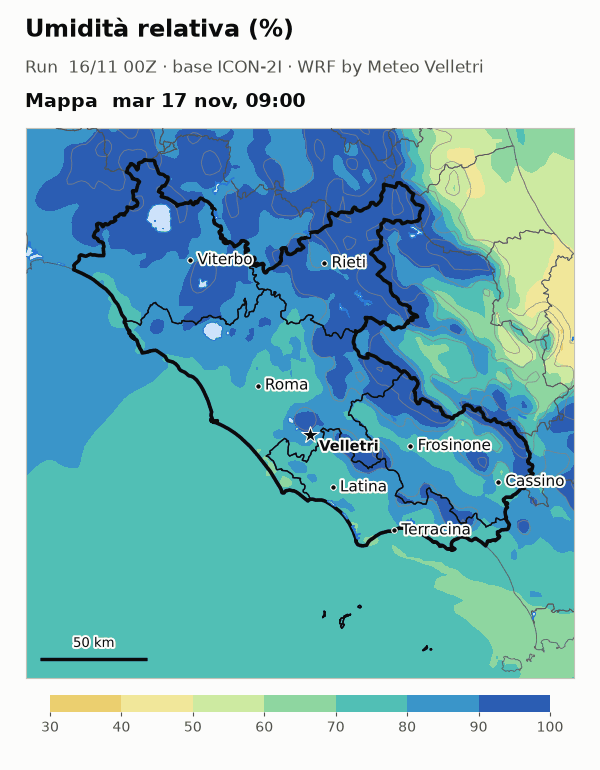 Umidità relativa (%)
Run  16/11 00Z · base ICON-2I · WRF by Meteo Velletri
Mappa  mar 17 nov, 09:00
Viterbo
Rieti
Roma
Velletri
Frosinone
Cassino
Latina
Terracina
50 km
30 40 50 60 70 80 90 100